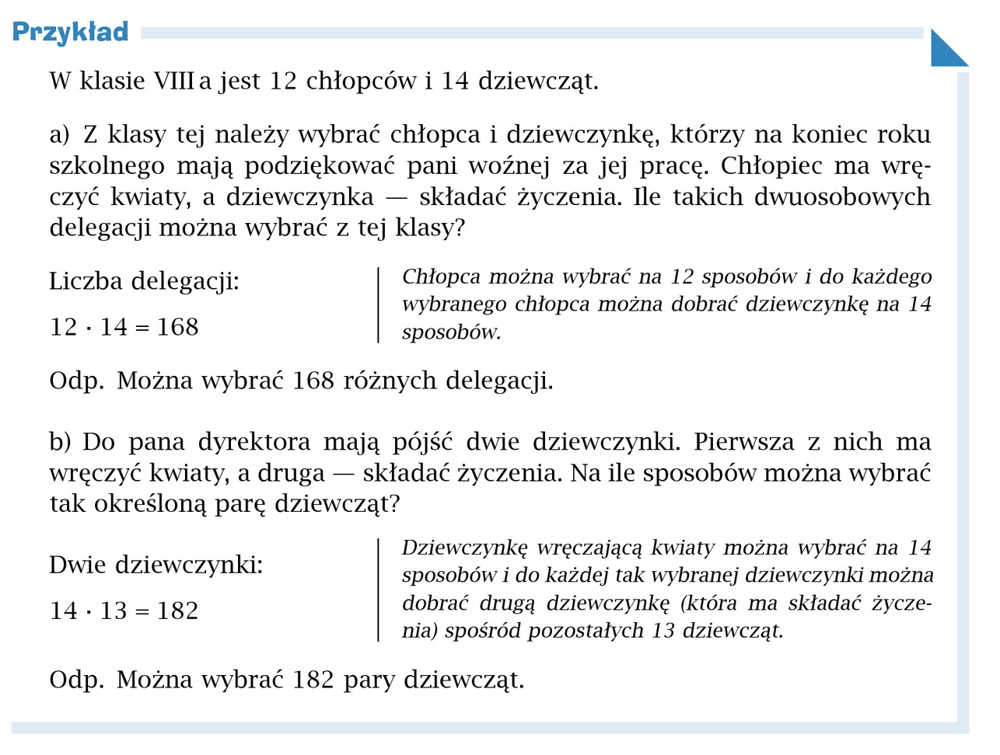 Przykład
W klasie VIII a jest 12 chłopców i 14 dziewcząt.
a) Z klasy tej należy wybrać chłopca i dziewczynkę, którzy na koniec roku
szkolnego mają podziękować pani woźnej za jej pracę. Chłopiec ma wrę-
czyć kwiaty, a dziewczynka — składać życzenia. Ile takich dwuosobowych
delegacji można wybrać z tej klasy?
Liczba delegacji:
12 · 14 = 168
Chłopca można wybrać na 12 sposobów i do każdego
wybranego chłopca można dobrać dziewczynkę na 14
sposobów.
Odp. Można wybrać 168 różnych delegacji.
b) Do pana dyrektora mają pójść dwie dziewczynki. Pierwsza z nich ma
wręczyć kwiaty, a druga — składać życzenia. Na ile sposobów można wybrać
tak określoną parę dziewcząt?
Dwie dziewczynki:
14 · 13 = 182
Dziewczynkę wręczającą kwiaty można wybrać na 14
sposobów i do każdej tak wybranej dziewczynki można
dobrać drugą dziewczynkę (która ma składać życze-
nia) spośród pozostałych 13 dziewcząt.
Odp. Można wybrać 182 pary dziewcząt.